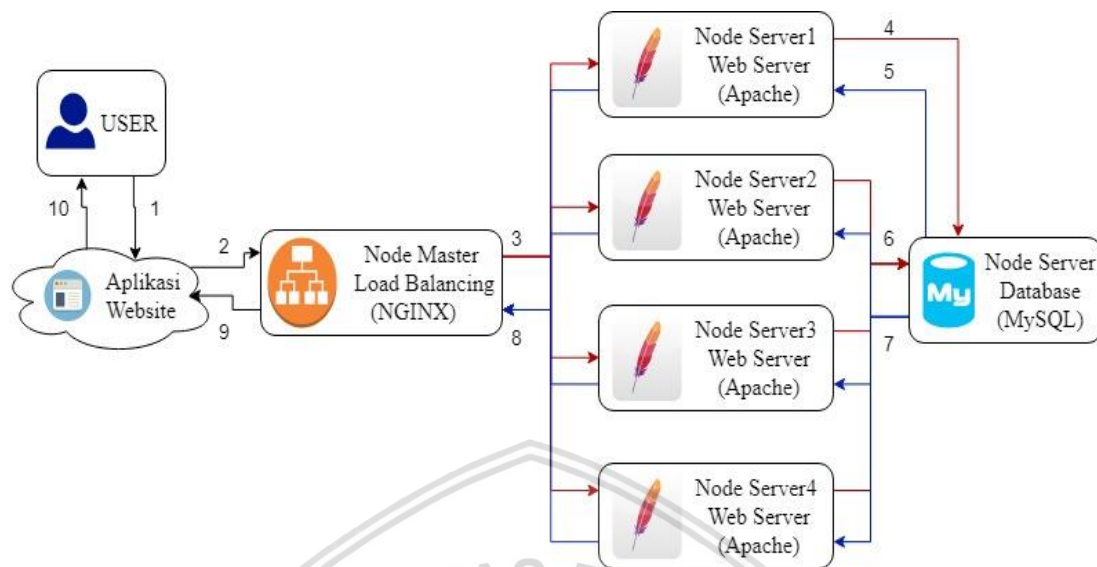 USER
10
1
Aplikasi
Website
2
9
Node Master
Load Balancing
(NGINX)
3
8
Node Server1
Web Server
(Apache)
4
5
Node Server2
Web Server
(Apache)
6
Node Server3
Web Server
(Apache)
7
Node Server4
Web Server
(Apache)
My
Node Server
Database
(MySQL)